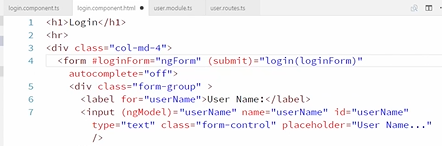 login.component.ts login.component.html user.module.ts user.routes.ts
1 <h1>Login</h1>
2 <hr>
3 <div class="col-md-4">
4 <form #loginForm="ngForm" (submit)="login(loginForm)"
autocomplete="off">
5 <div class="form-group" >
6 <label for="userName">User Name:</label>
7 <input (ngModel)="userName" name="userName" id="userName"
type="text" class="form-control" placeholder="User Name..."
/>